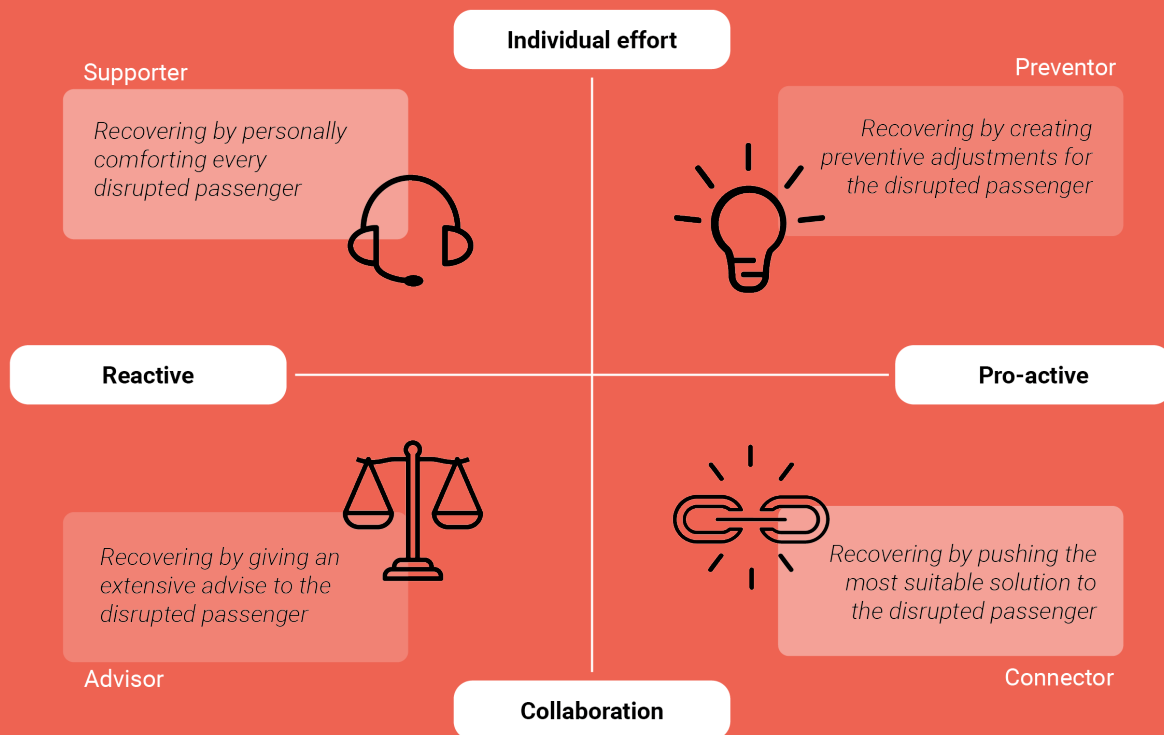 Individual effort
Supporter
Preventor
Recovering by personally
comforting every
disrupted passenger
Recovering by creating
preventive adjustments for
the disrupted passenger
Reactive
Pro-active
Recovering by giving an
extensive advise to the
disrupted passenger
Recovering by pushing the
most suitable solution to
the disrupted passenger
Advisor
Connector
Collaboration